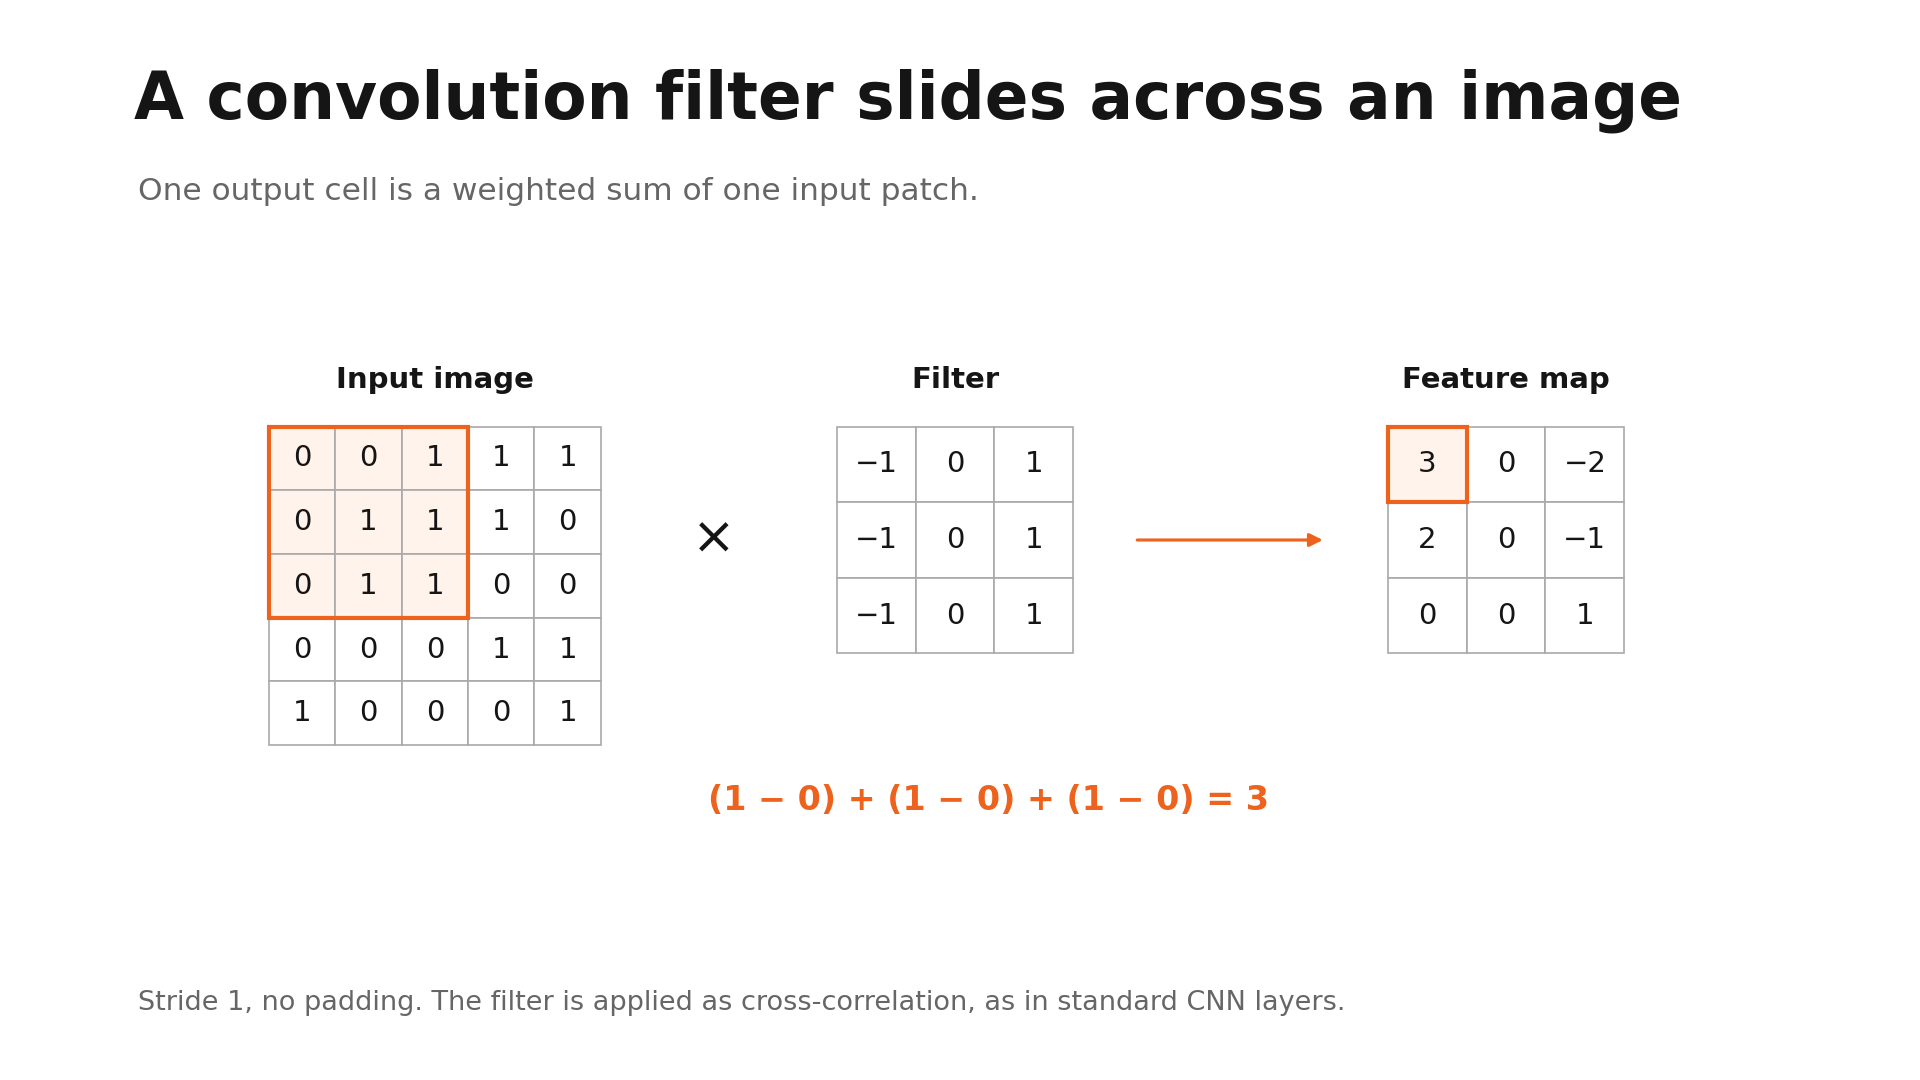 A convolution filter slides across an image
One output cell is a weighted sum of one input patch.
Input image
0 0 1 1 1
0 1 1 1 0
0 1 1 0 0
0 0 0 1 1
1 0 0 0 1
×
Filter
−1 0 1
−1 0 1
−1 0 1
Feature map
3 0 −2
2 0 −1
0 0 1
(1 − 0) + (1 − 0) + (1 − 0) = 3
Stride 1, no padding. The filter is applied as cross-correlation, as in standard CNN layers.